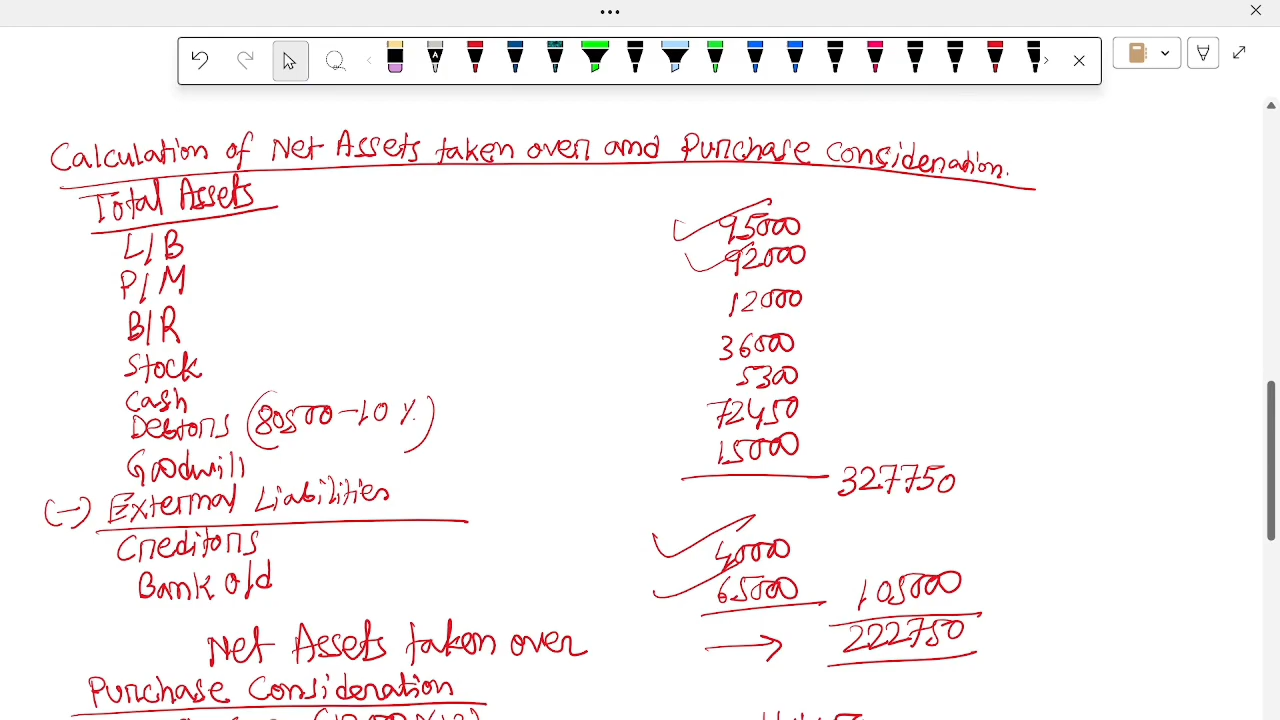 Calculation of Net Assets taken over and Purchase Consideration.
Total Assets
L/B 95000
P/M 92000
B/R 12000
Stock 36000
Cash 5300
Debtors (80500-10%) 72450
Goodwill 15000
327750
(-) External Liabilities
Creditors 40000
Bank o/d 65000 105000
Net Assets taken over → 222750
Purchase Consideration